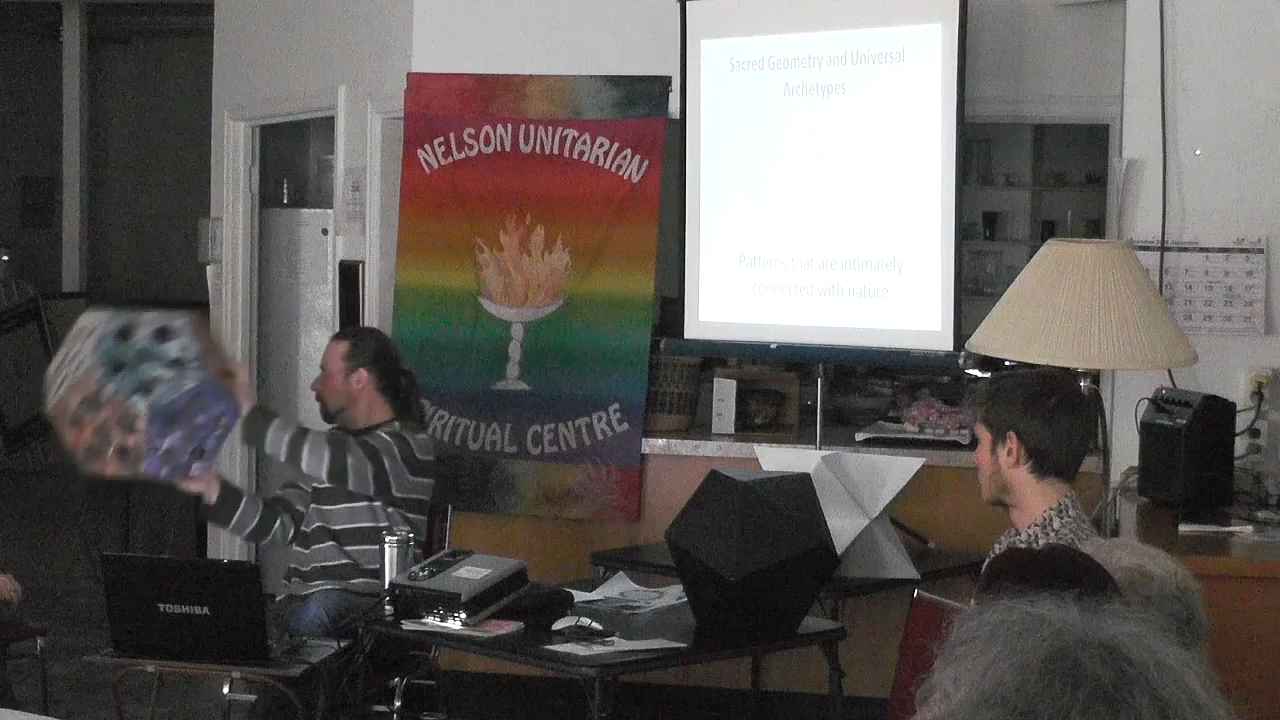 NELSON UNITARIAN
SPIRITUAL CENTRE
Sacred Geometry and Universal
Archetypes
Patterns that are intimately
connected with nature
TOSHIBA